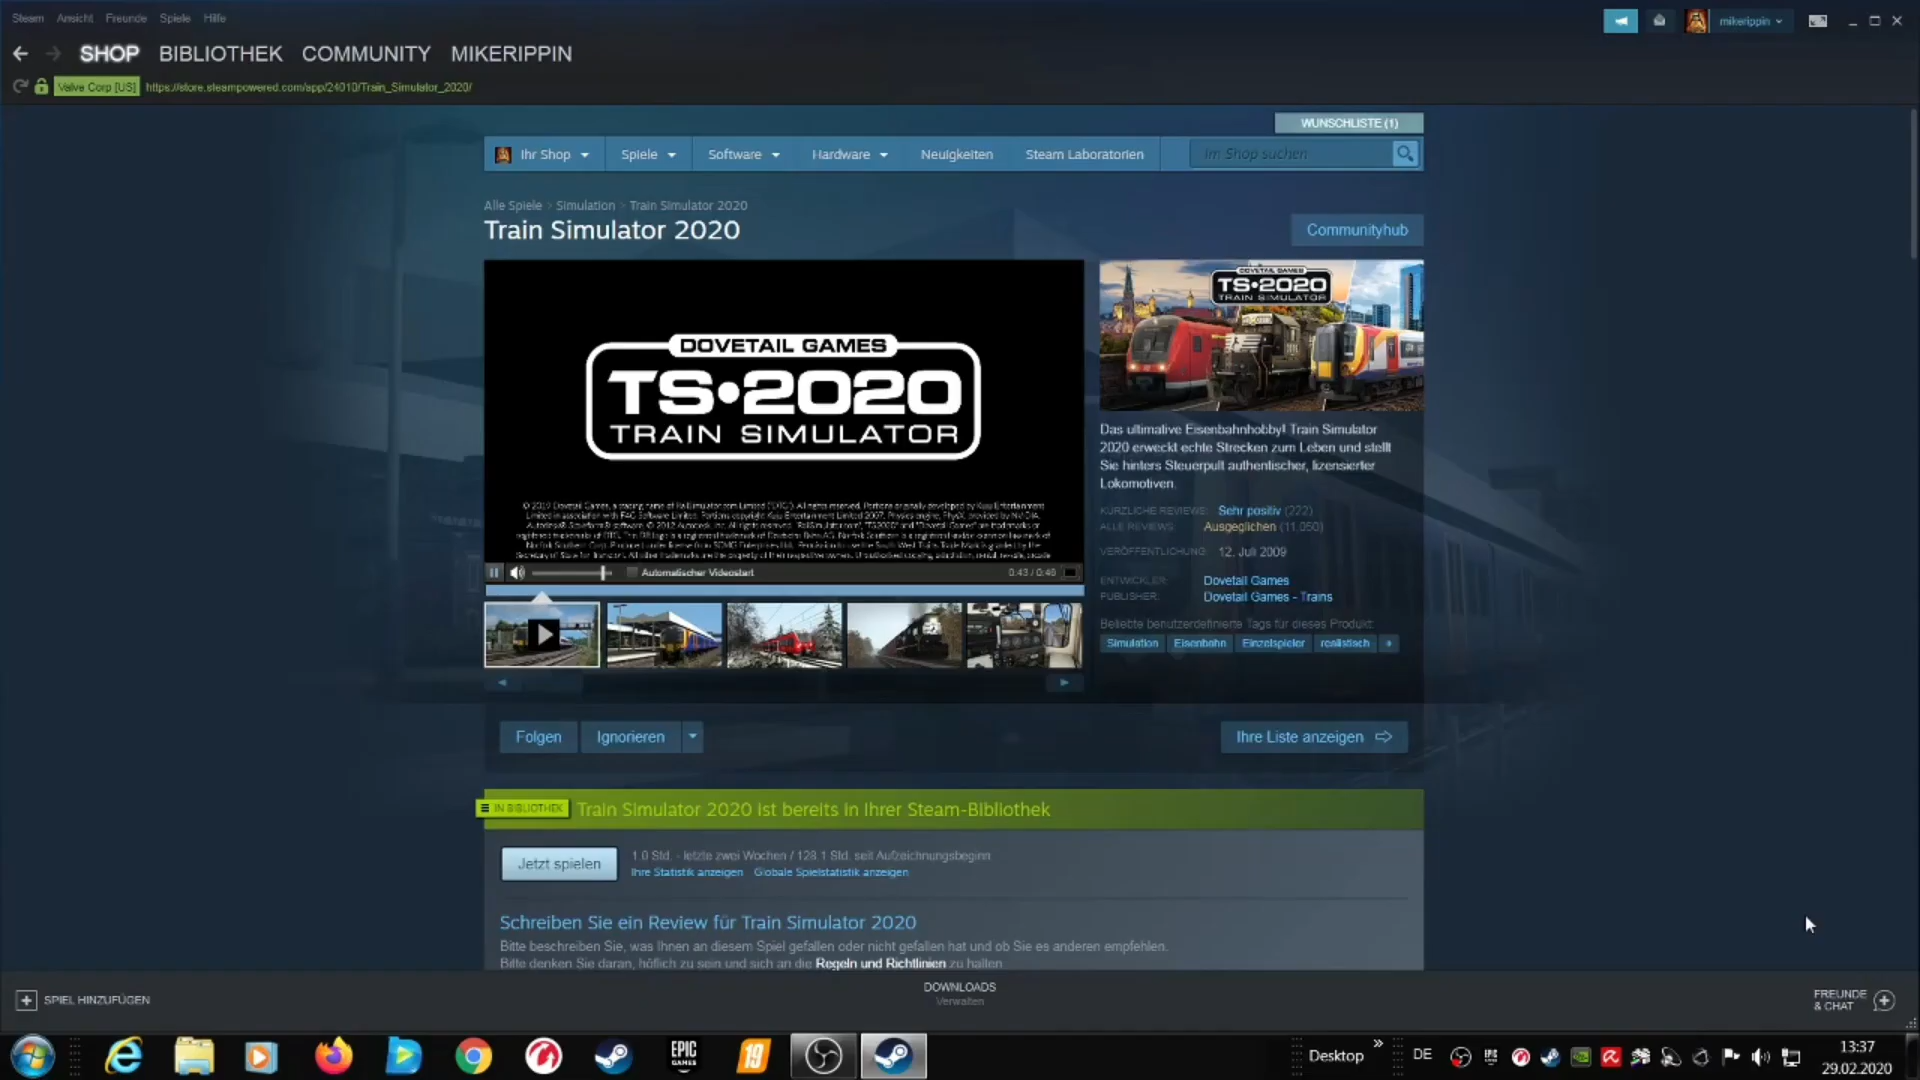 Steam Ansicht Freunde Spiele Hilfe
mikerippin
SHOP BIBLIOTHEK COMMUNITY MIKERIPPIN
Valve Corp [US] https://store.steampowered.com/app/24010/Train_Simulator_2020/
WUNSCHLISTE (1)
Ihr Shop Spiele Software Hardware Neuigkeiten Steam Laboratorien Im Shop suchen
Alle Spiele > Simulation > Train Simulator 2020
Train Simulator 2020
Communityhub
DOVETAIL GAMES
TS•2020
TRAIN SIMULATOR
DOVETAIL GAMES
TS•2020
TRAIN SIMULATOR
Das ultimative Eisenbahnhobby! Train Simulator
2020 erweckt echte Strecken zum Leben und stellt
Sie hinters Steuerpult authentischer, lizensierter
Lokomotiven.
KÜRZLICHE REVIEWS: Sehr positiv (222)
ALLE REVIEWS: Ausgeglichen (11,050)
VERÖFFENTLICHUNG: 12. Juli 2009
ENTWICKLER: Dovetail Games
PUBLISHER: Dovetail Games - Trains
Beliebte benutzerdefinierte Tags für dieses Produkt:
Simulation Eisenbahn Einzelspieler realistisch +
Automatischer Videostart 0:43 / 0:46
Folgen Ignorieren Ihre Liste anzeigen
IN BIBLIOTHEK Train Simulator 2020 ist bereits in Ihrer Steam-Bibliothek
Jetzt spielen
1.0 Std. - letzte zwei Wochen / 128.1 Std. seit Aufzeichnungsbeginn
Ihre Statistik anzeigen Globale Spielstatistik anzeigen
Schreiben Sie ein Review für Train Simulator 2020
Bitte beschreiben Sie, was Ihnen an diesem Spiel gefallen oder nicht gefallen hat und ob Sie es anderen empfehlen.
Bitte denken Sie daran, höflich zu sein und sich an die Regeln und Richtlinien zu halten
SPIEL HINZUFÜGEN
DOWNLOADS
Verwalten
FREUNDE
& CHAT
EPIC
GAMES
19
Desktop
DE
13:37
29.02.2020